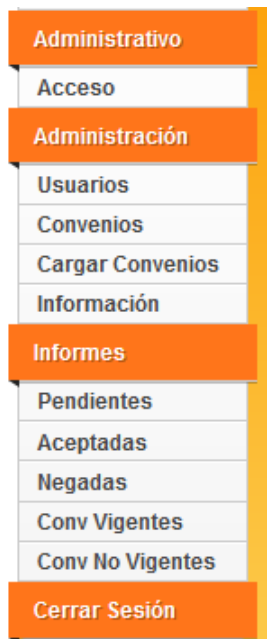 Administrativo
Acceso
Administración
Usuarios
Convenios
Cargar Convenios
Información
Informes
Pendientes
Aceptadas
Negadas
Conv Vigentes
Conv No Vigentes
Cerrar Sesión